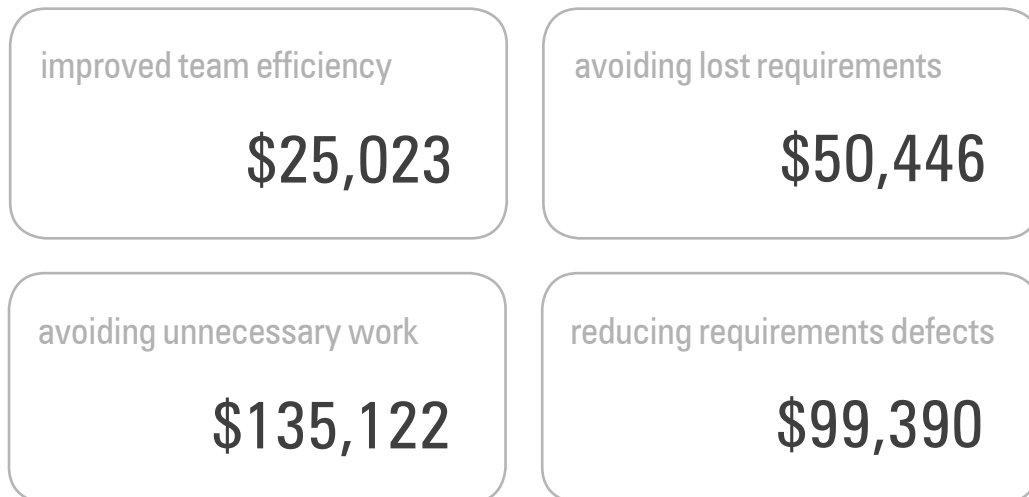 improved team efficiency
$25,023
avoiding lost requirements
$50,446
avoiding unnecessary work
$135,122
reducing requirements defects
$99,390